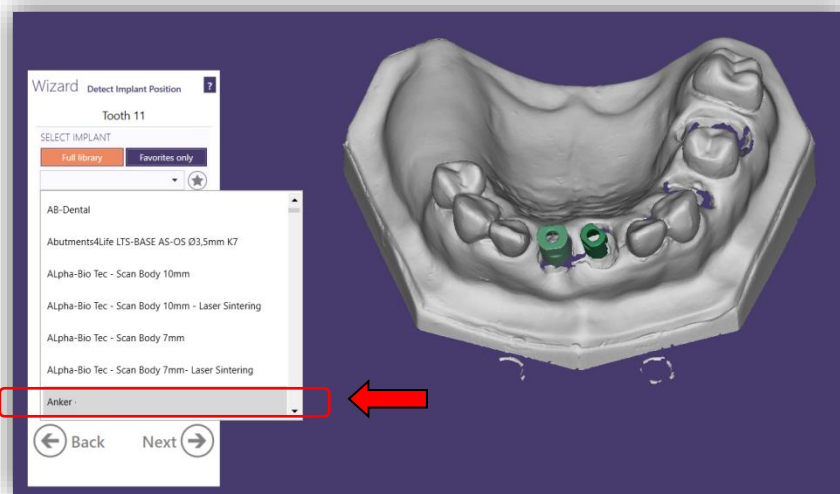 Wizard Detect Implant Position ?
Tooth 11
SELECT IMPLANT
Full library Favorites only
AB-Dental
Abutments4Life LTS-BASE AS-OS Ø3,5mm K7
ALpha-Bio Tec - Scan Body 10mm
ALpha-Bio Tec - Scan Body 10mm - Laser Sintering
ALpha-Bio Tec - Scan Body 7mm
ALpha-Bio Tec - Scan Body 7mm- Laser Sintering
Anker
Back Next